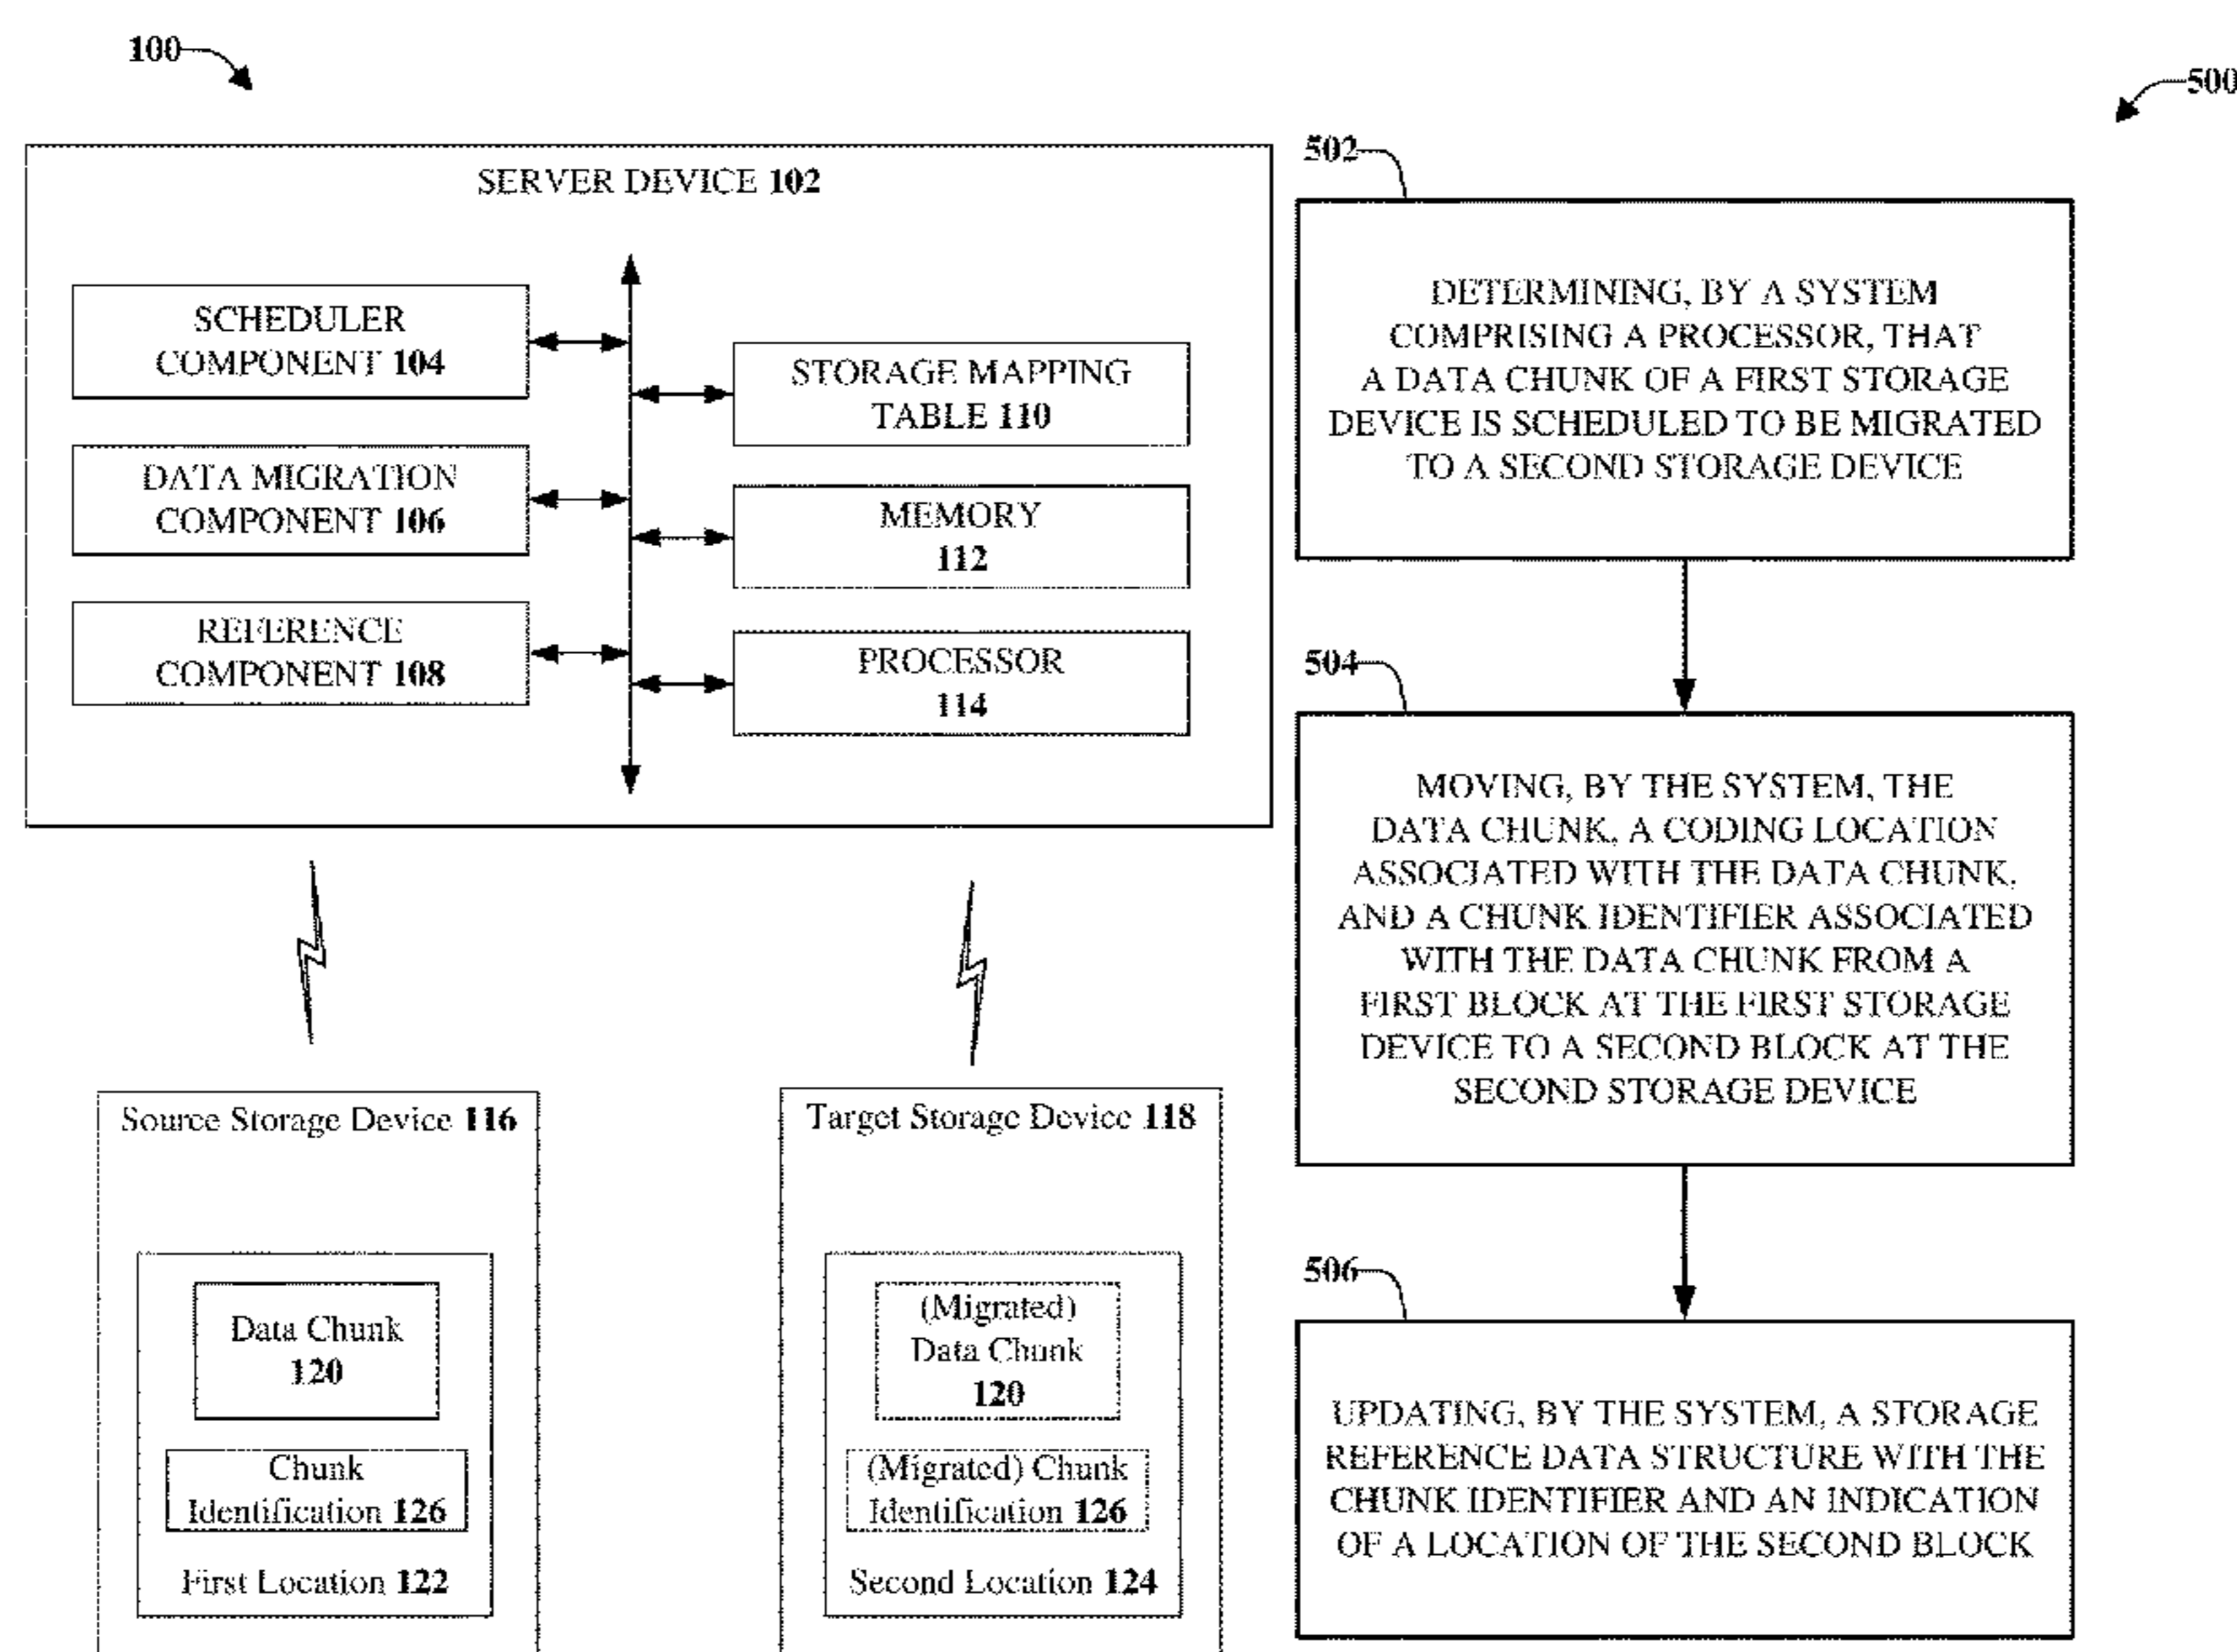 100
SERVER DEVICE 102
SCHEDULER
COMPONENT 104
DATA MIGRATION
COMPONENT 106
REFERENCE
COMPONENT 108
STORAGE MAPPING
TABLE 110
MEMORY
112
PROCESSOR
114
Source Storage Device 116
Data Chunk
120
Chunk
Identification 126
First Location 122
Target Storage Device 118
(Migrated)
Data Chunk
120
(Migrated) Chunk
Identification 126
Second Location 124
500
502
DETERMINING, BY A SYSTEM
COMPRISING A PROCESSOR, THAT
A DATA CHUNK OF A FIRST STORAGE
DEVICE IS SCHEDULED TO BE MIGRATED
TO A SECOND STORAGE DEVICE
504
MOVING, BY THE SYSTEM, THE
DATA CHUNK, A CODING LOCATION
ASSOCIATED WITH THE DATA CHUNK,
AND A CHUNK IDENTIFIER ASSOCIATED
WITH THE DATA CHUNK FROM A
FIRST BLOCK AT THE FIRST STORAGE
DEVICE TO A SECOND BLOCK AT THE
SECOND STORAGE DEVICE
506
UPDATING, BY THE SYSTEM, A STORAGE
REFERENCE DATA STRUCTURE WITH THE
CHUNK IDENTIFIER AND AN INDICATION
OF A LOCATION OF THE SECOND BLOCK